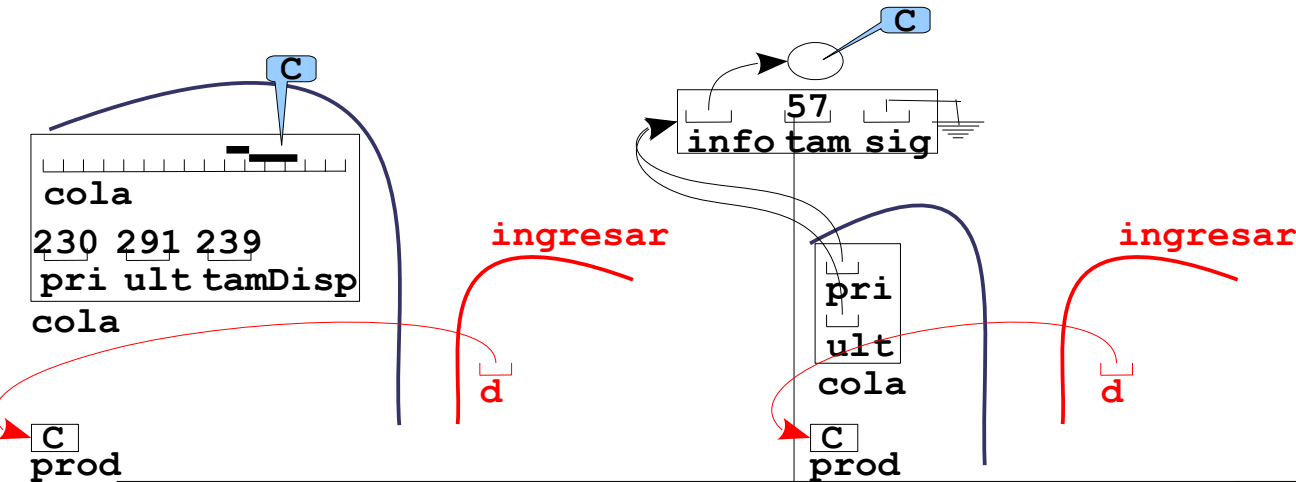 C
cola
230 291 239
pri ult tamDisp
cola
ingresar
d
C
prod
C
57
info tam sig
pri
ult
cola
ingresar
d
C
prod